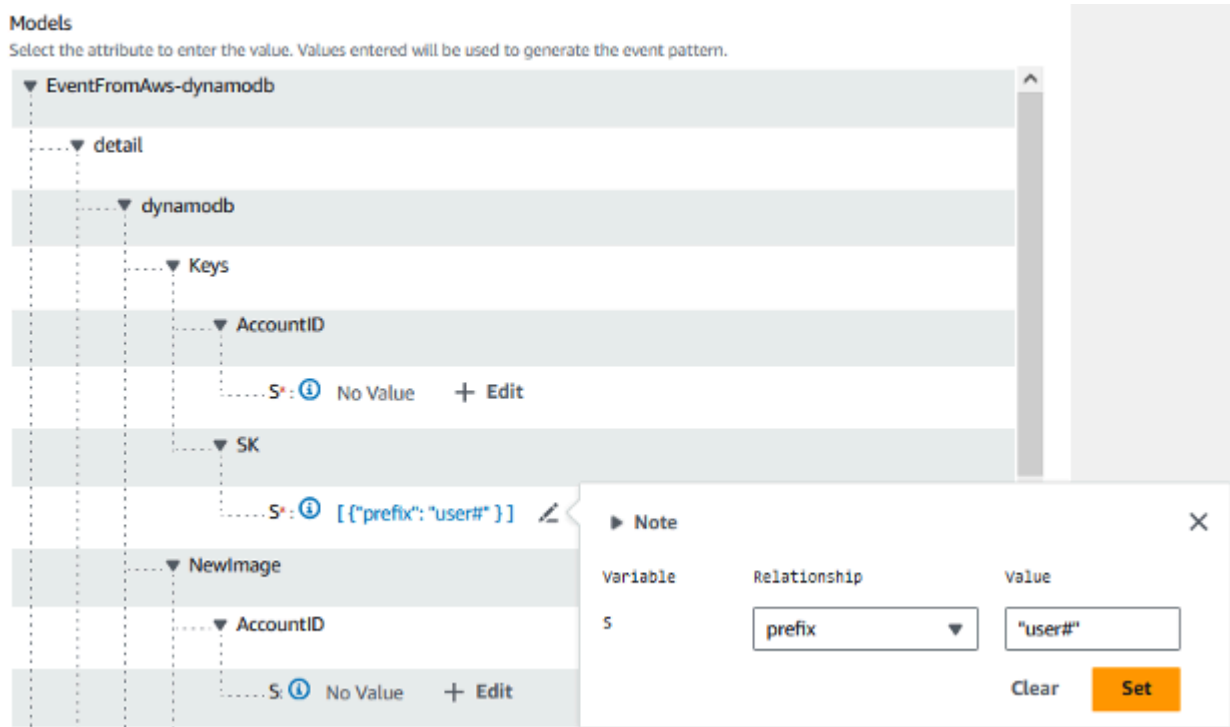 Models
Select the attribute to enter the value. Values entered will be used to generate the event pattern.
EventFromAws-dynamodb
detail
dynamodb
Keys
AccountID
S* : No Value + Edit
SK
S* : [ {"prefix": "user#" } ]
Note
NewImage
Variable Relationship Value
AccountID
S prefix "user#"
S: No Value + Edit
Clear Set